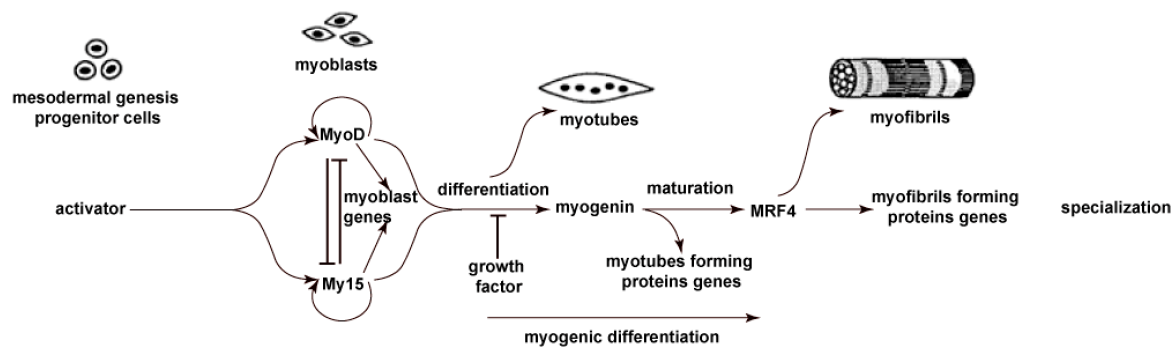 mesodermal genesis
progenitor cells
myoblasts
myotubes
myofibrils
activator
MyoD
myoblast
genes
My15
differentiation
growth
factor
myogenin
maturation
myotubes forming
proteins genes
MRF4
myofibrils forming
proteins genes
specialization
myogenic differentiation